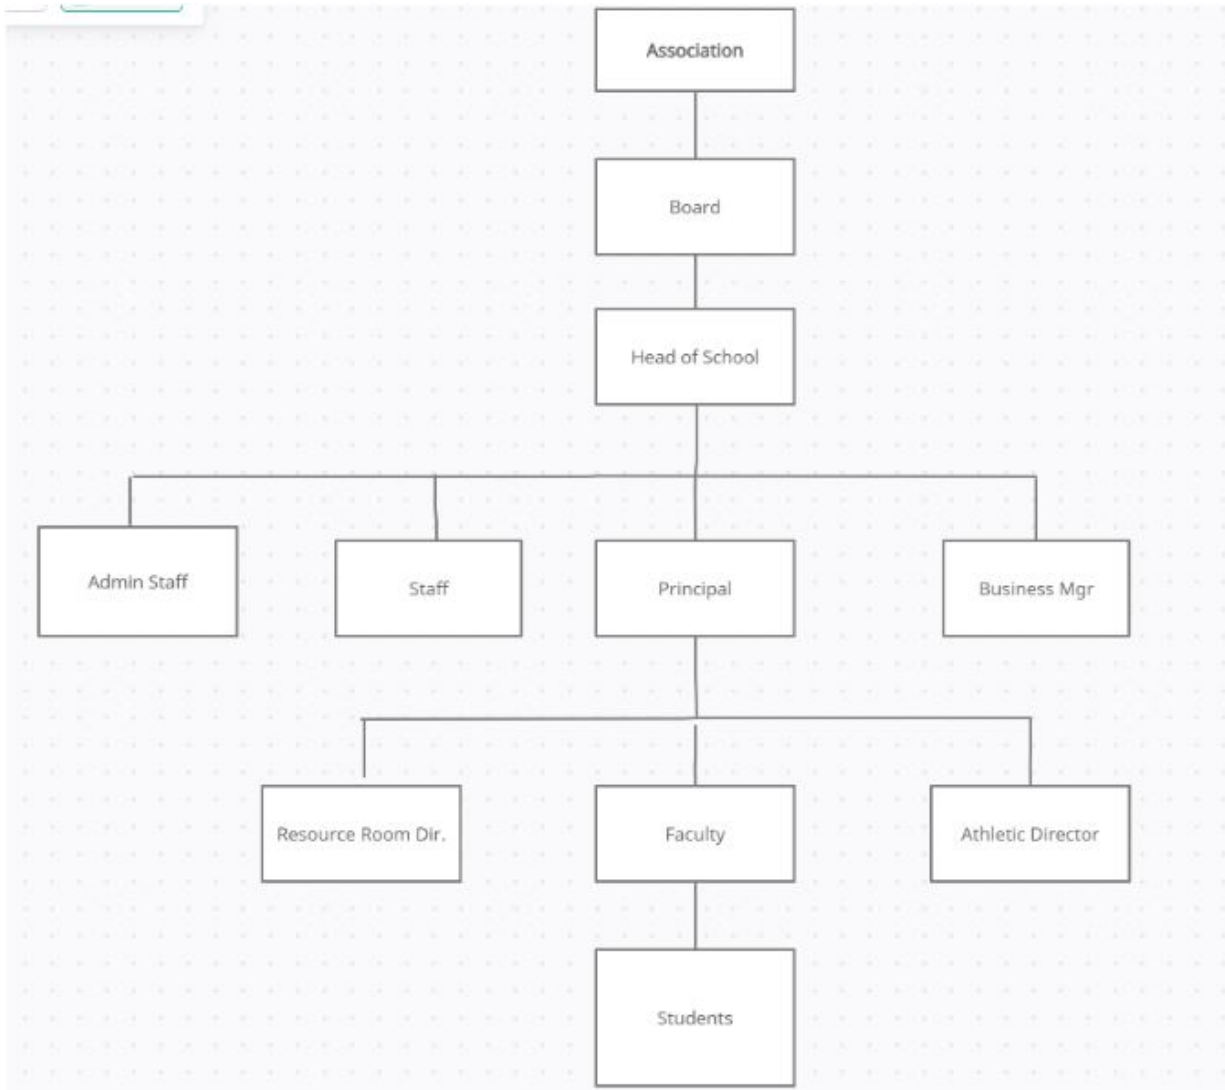 Association
Board
Head of School
Admin Staff
Staff
Principal
Business Mgr
Resource Room Dir.
Faculty
Athletic Director
Students